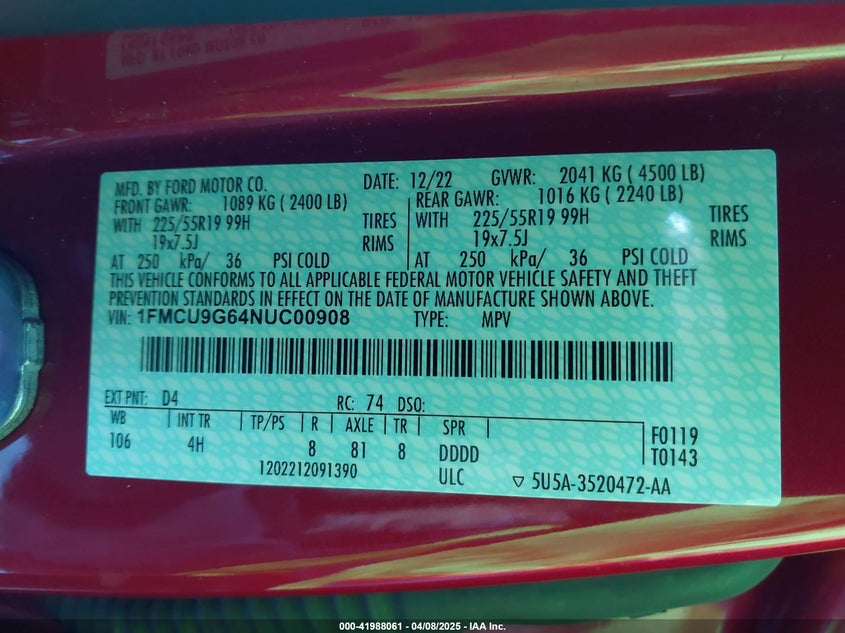 MFD. BY FORD MOTOR CO.
MFD. BY FORD MOTOR CO. DATE: 12/22 GVWR: 2041 KG ( 4500 LB)
FRONT GAWR: 1089 KG ( 2400 LB) REAR GAWR: 1016 KG ( 2240 LB)
WITH 225/55R19 99H TIRES WITH 225/55R19 99H TIRES
19x7.5J RIMS 19x7.5J RIMS
AT 250 kPa/ 36 PSI COLD AT 250 kPa/ 36 PSI COLD
THIS VEHICLE CONFORMS TO ALL APPLICABLE FEDERAL MOTOR VEHICLE SAFETY AND THEFT
PREVENTION STANDARDS IN EFFECT ON THE DATE OF MANUFACTURE SHOWN ABOVE.
VIN: 1FMCU9G64NUC00908 TYPE: MPV
EXT PNT: D4 RC: 74 DSO:
WB INT TR TP/PS R AXLE TR SPR
106 4H 8 81 8 DDDD
F0119
T0143
1202212091390 ULC ▽ 5U5A-3520472-AA
000-41988061 - 04/08/2025 - IAA Inc.